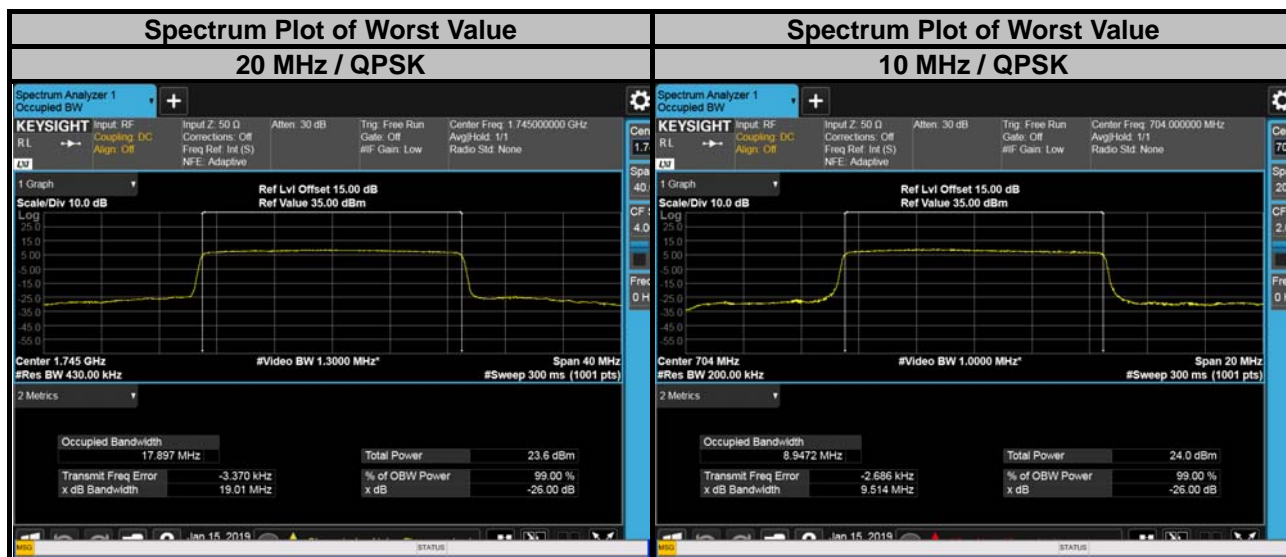 Spectrum Plot of Worst Value
20 MHz / QPSK
Spectrum Analyzer 1
Occupied BW
+
KEYSIGHT
RL
LXI
Input: RF
Coupling: DC
Align: Off
Input Z: 50 Ω
Corrections: Off
Freq Ref: Int (S)
NFE: Adaptive
Atten: 30 dB
Trig: Free Run
Gate: Off
#IF Gain: Low
Center Freq: 1.745000000 GHz
Avg|Hold: 1/1
Radio Std: None
1 Graph
Scale/Div 10.0 dB
Ref Lvl Offset 15.00 dB
Ref Value 35.00 dBm
Log
25.0
15.0
5.00
-5.00
-15.0
-25.0
-35.0
-45.0
-55.0
Center 1.745 GHz
#Res BW 430.00 kHz
#Video BW 1.3000 MHz*
Span 40 MHz
#Sweep 300 ms (1001 pts)
2 Metrics
Occupied Bandwidth
17.897 MHz
Total Power 23.6 dBm
Transmit Freq Error -3.370 kHz
% of OBW Power 99.00 %
x dB Bandwidth 19.01 MHz
x dB -26.00 dB
Jan 15, 2019
MSG
STATUS
Spectrum Plot of Worst Value
10 MHz / QPSK
Spectrum Analyzer 1
Occupied BW
+
KEYSIGHT
RL
LXI
Input: RF
Coupling: DC
Align: Off
Input Z: 50 Ω
Corrections: Off
Freq Ref: Int (S)
NFE: Adaptive
Atten: 30 dB
Trig: Free Run
Gate: Off
#IF Gain: Low
Center Freq: 704.000000 MHz
Avg|Hold: 1/1
Radio Std: None
1 Graph
Scale/Div 10.0 dB
Ref Lvl Offset 15.00 dB
Ref Value 35.00 dBm
Log
25.0
15.0
5.00
-5.00
-15.0
-25.0
-35.0
-45.0
-55.0
Center 704 MHz
#Res BW 200.00 kHz
#Video BW 1.0000 MHz*
Span 20 MHz
#Sweep 300 ms (1001 pts)
2 Metrics
Occupied Bandwidth
8.9472 MHz
Total Power 24.0 dBm
Transmit Freq Error -2.686 kHz
% of OBW Power 99.00 %
x dB Bandwidth 9.514 MHz
x dB -26.00 dB
Jan 15, 2019
MSG
STATUS